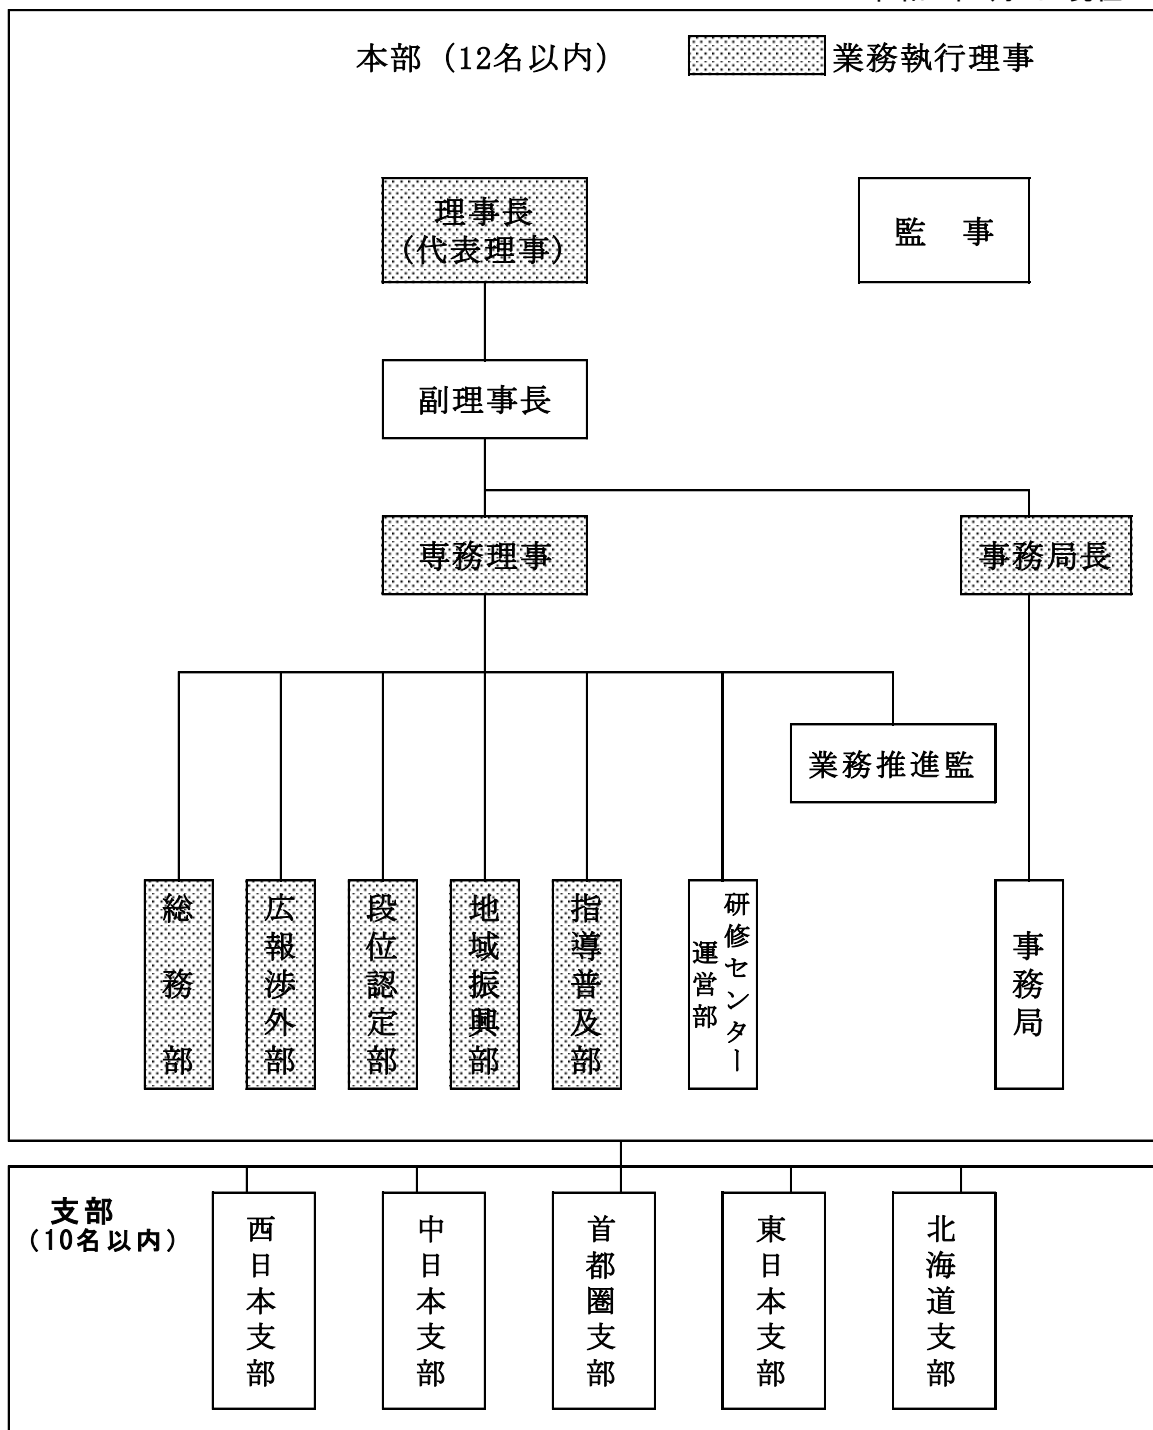 本部（12名以内）
業務執行理事
理事長
(代表理事)
監　事
副理事長
専務理事
事務局長
業務推進監
総務部
広報渉外部
段位認定部
地域振興部
指導普及部
研修センター
運営部
事務局
支部
（10名以内）
西日本支部
中日本支部
首都圏支部
東日本支部
北海道支部